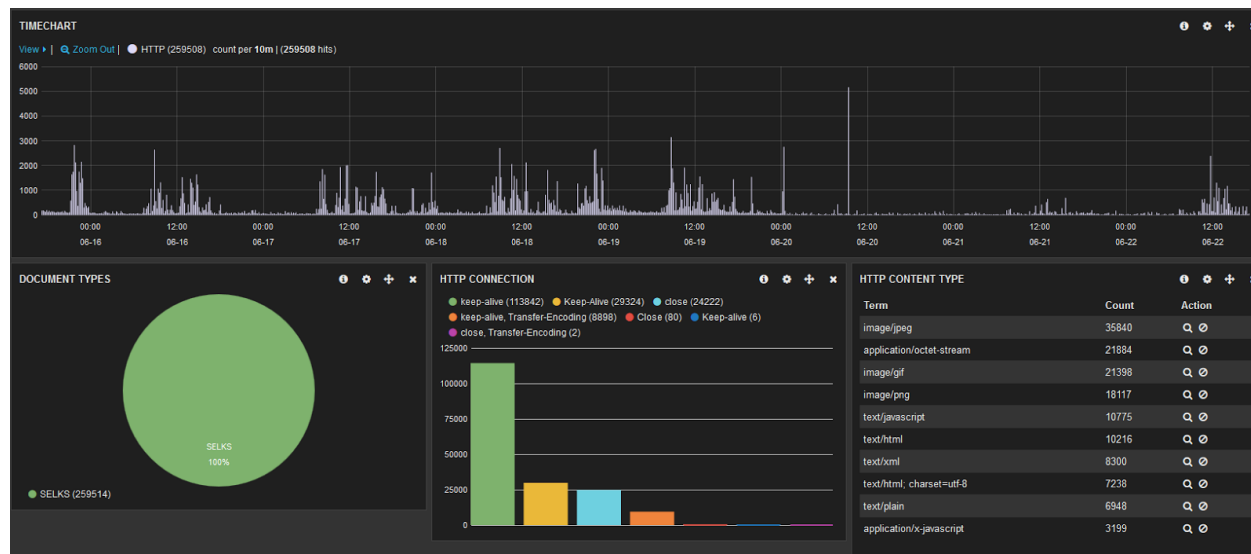 TIMECHART
View | Zoom Out | HTTP (259508) count per 10m | (259508 hits)
6000
5000
4000
3000
2000
1000
0
00:00 12:00 00:00 12:00 00:00 12:00 00:00 12:00 00:00 12:00 00:00 12:00 00:00 12:00
06-16 06-16 06-17 06-17 06-18 06-18 06-19 06-19 06-20 06-20 06-21 06-21 06-22 06-22
DOCUMENT TYPES
SELKS
100%
SELKS (259514)
HTTP CONNECTION
keep-alive (113842) Keep-Alive (29324) close (24222)
keep-alive, Transfer-Encoding (8898) Close (80) Keep-alive (6)
close, Transfer-Encoding (2)
125000
100000
75000
50000
25000
0
HTTP CONTENT TYPE
Term Count Action
image/jpeg 35840
application/octet-stream 21884
image/gif 21398
image/png 18117
text/javascript 10775
text/html 10216
text/xml 8300
text/html; charset=utf-8 7238
text/plain 6948
application/x-javascript 3199